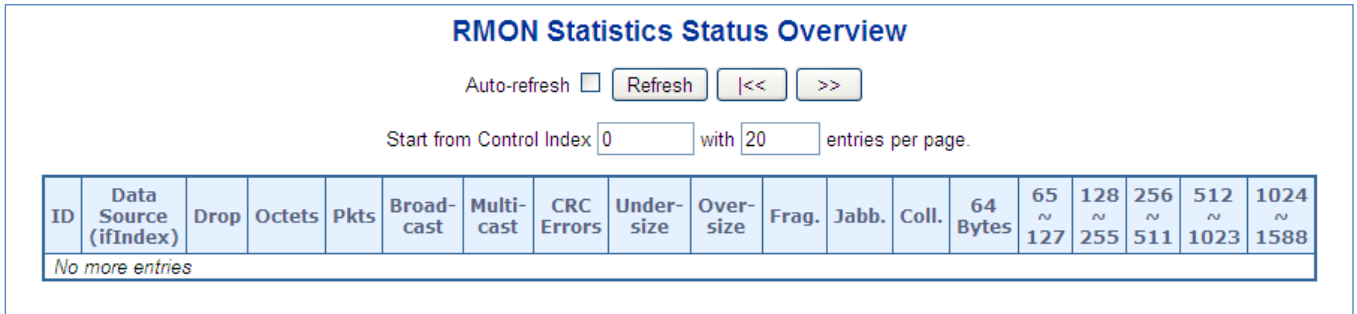 RMON Statistics Status Overview
Auto-refresh Refresh |<< >>
Start from Control Index 0 with 20 entries per page.
ID Data Source (ifIndex) Drop Octets Pkts Broad-cast Multi-cast CRC Errors Under-size Over-size Frag. Jabb. Coll. 64 Bytes 65 ~ 127 128 ~ 255 256 ~ 511 512 ~ 1023 1024 ~ 1588
No more entries